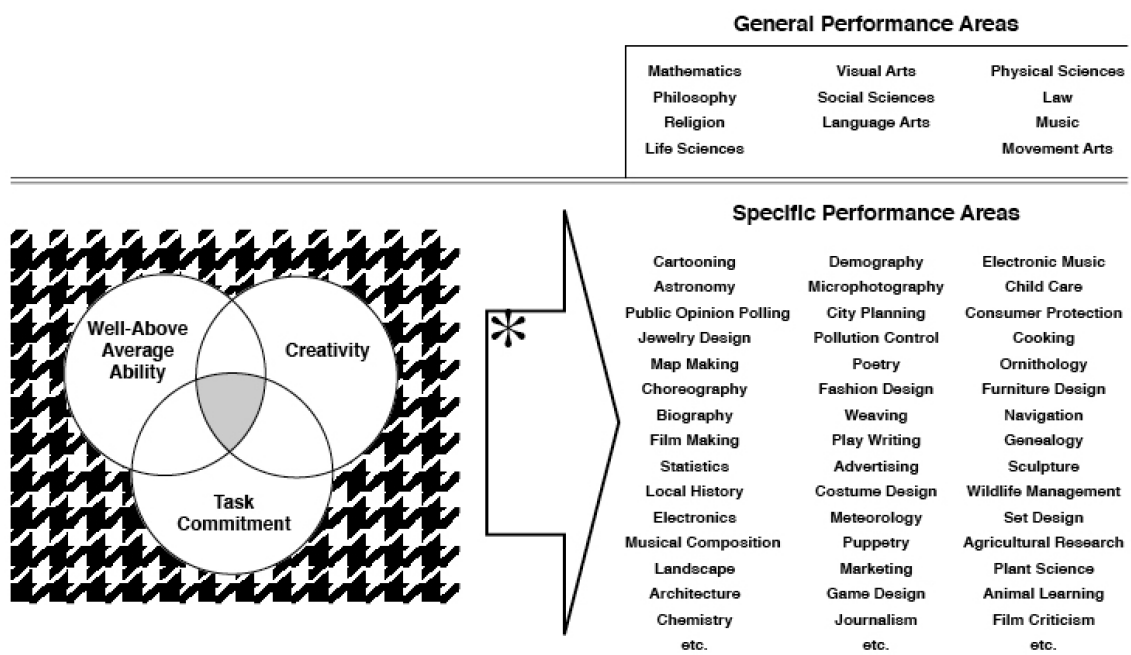 General Performance Areas
Mathematics Visual Arts Physical Sciences
Philosophy Social Sciences Law
Religion Language Arts Music
Life Sciences Movement Arts
Specific Performance Areas
Cartooning Demography Electronic Music
Astronomy Microphotography Child Care
Public Opinion Polling City Planning Consumer Protection
Jewelry Design Pollution Control Cooking
Map Making Poetry Ornithology
Choreography Fashion Design Furniture Design
Biography Weaving Navigation
Film Making Play Writing Genealogy
Statistics Advertising Sculpture
Local History Costume Design Wildlife Management
Electronics Meteorology Set Design
Musical Composition Puppetry Agricultural Research
Landscape Marketing Plant Science
Architecture Game Design Animal Learning
Chemistry Journalism Film Criticism
etc. etc. etc.
Well-Above
Average
Ability
Creativity
Task
Commitment
*